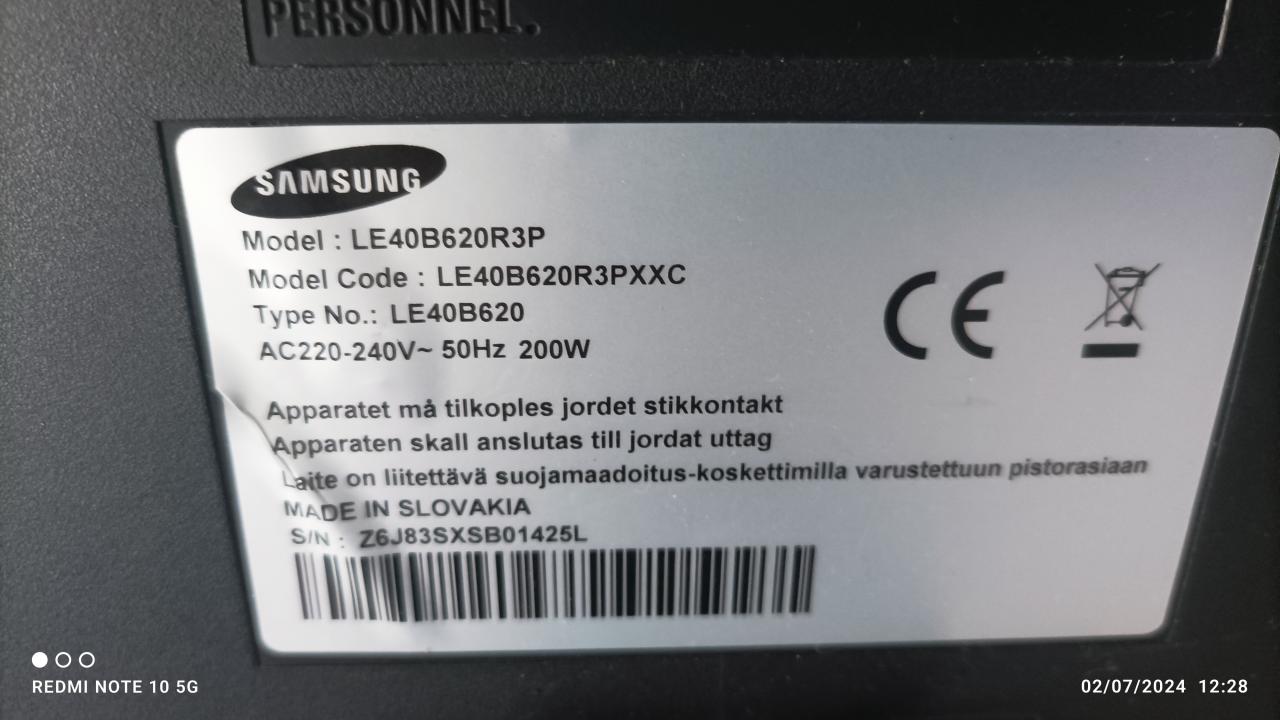 PERSONNEL.
SAMSUNG
Model : LE40B620R3P
Model Code : LE40B620R3PXXC
Type No.: LE40B620
AC220-240V~ 50Hz 200W
CE
Apparatet må tilkoples jordet stikkontakt
Apparaten skall anslutas till jordat uttag
Laite on liitettävä suojamaadoitus-koskettimilla varustettuun pistorasiaan
MADE IN SLOVAKIA
S/N : Z6J83SXSB01425L
REDMI NOTE 10 5G
02/07/2024 12:28